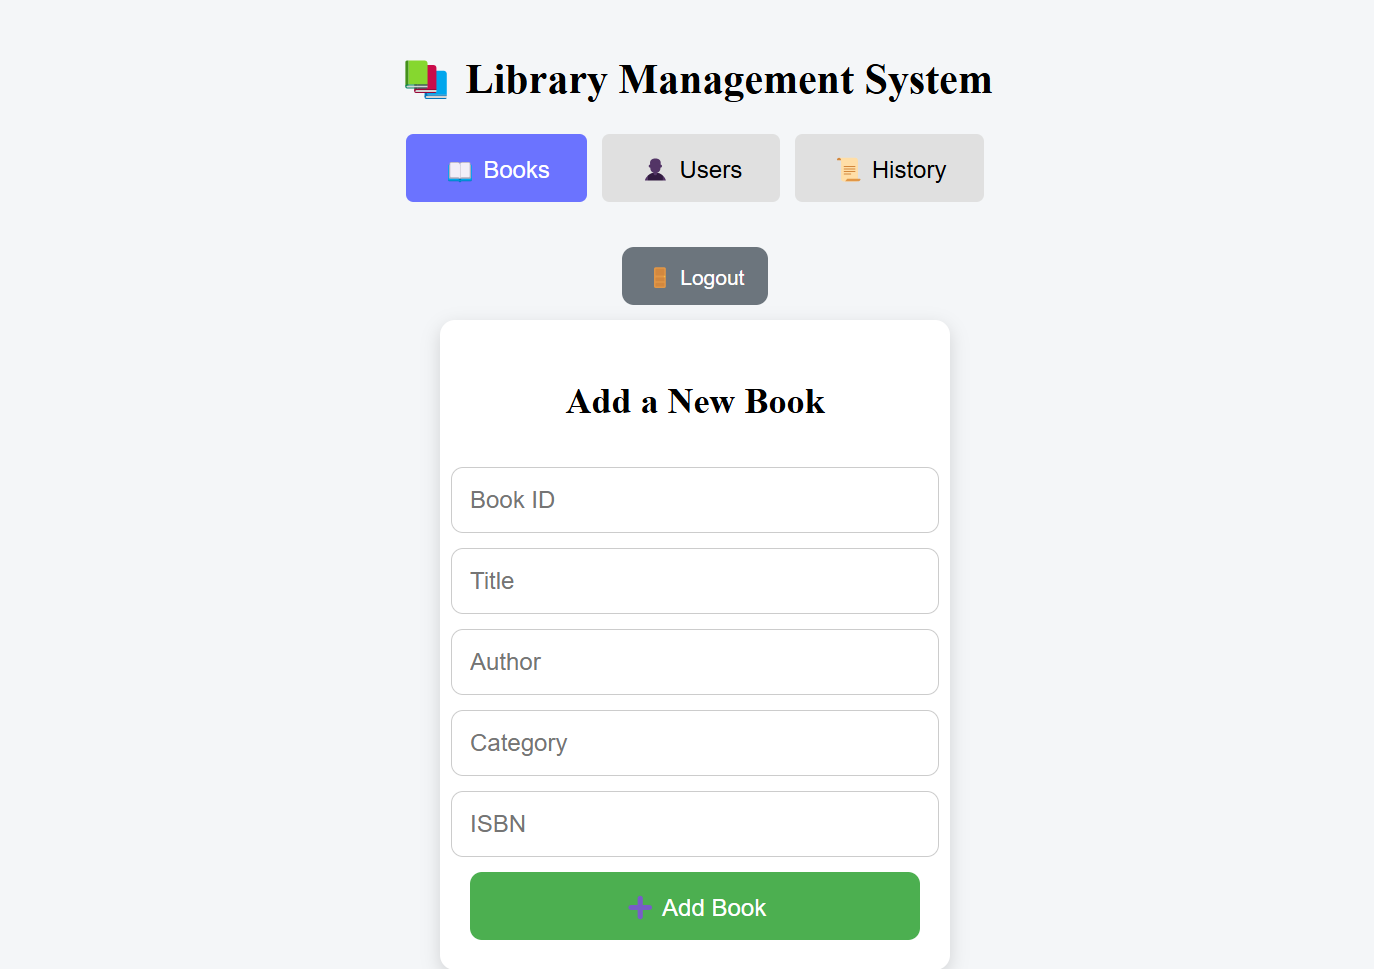 Library Management System
Books Users History
Logout
Add a New Book
Book ID
Title
Author
Category
ISBN
Add Book